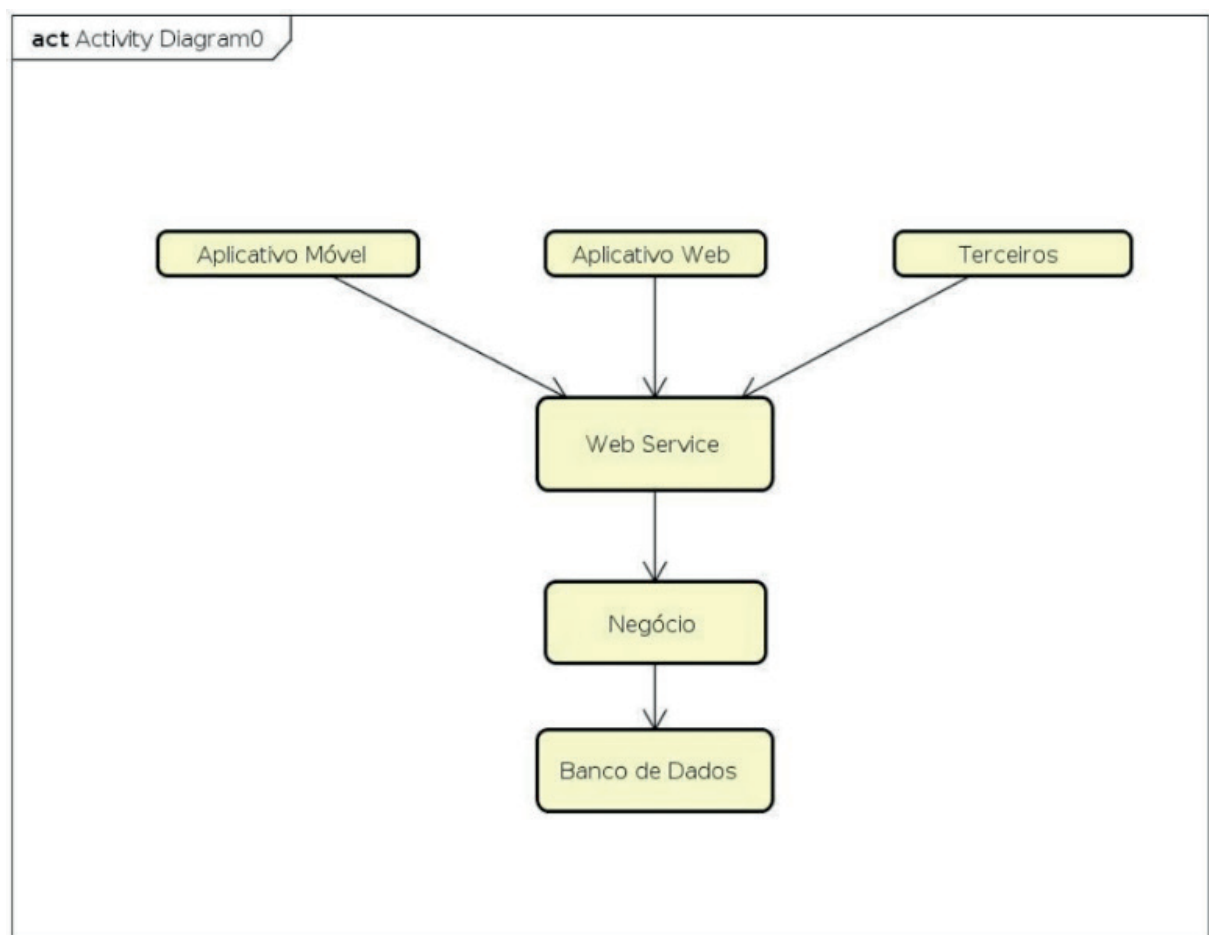 act Activity Diagram0
Aplicativo Móvel
Aplicativo Web
Terceiros
Web Service
Negócio
Banco de Dados